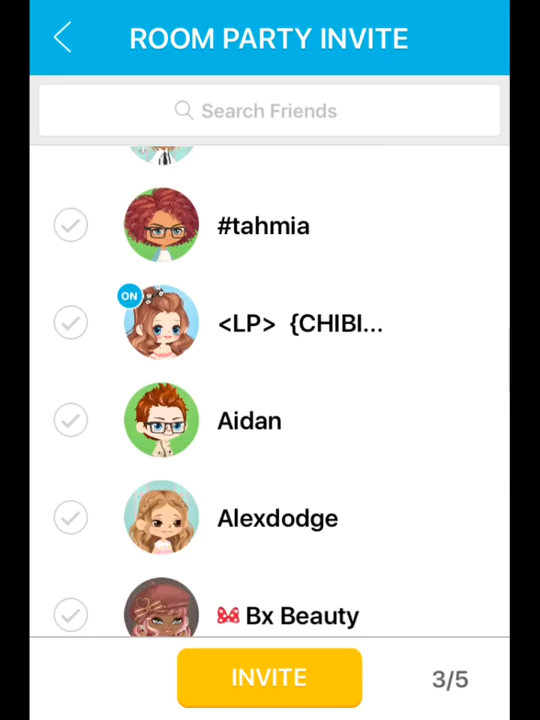 ROOM PARTY INVITE
Search Friends
#tahmia
ON
<LP> {CHIBI...
Aidan
Alexdodge
Bx Beauty
INVITE
3/5